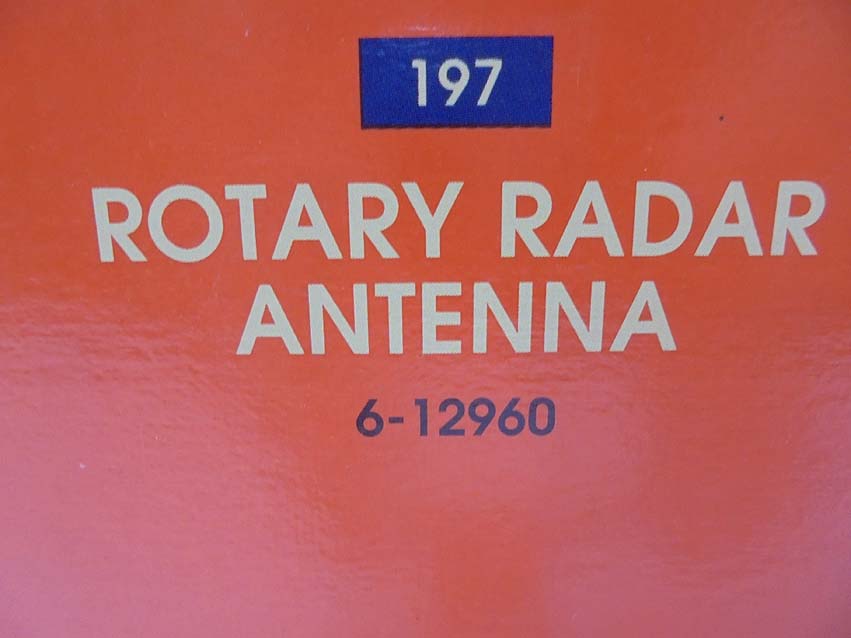 197
ROTARY RADAR
ANTENNA
6-12960